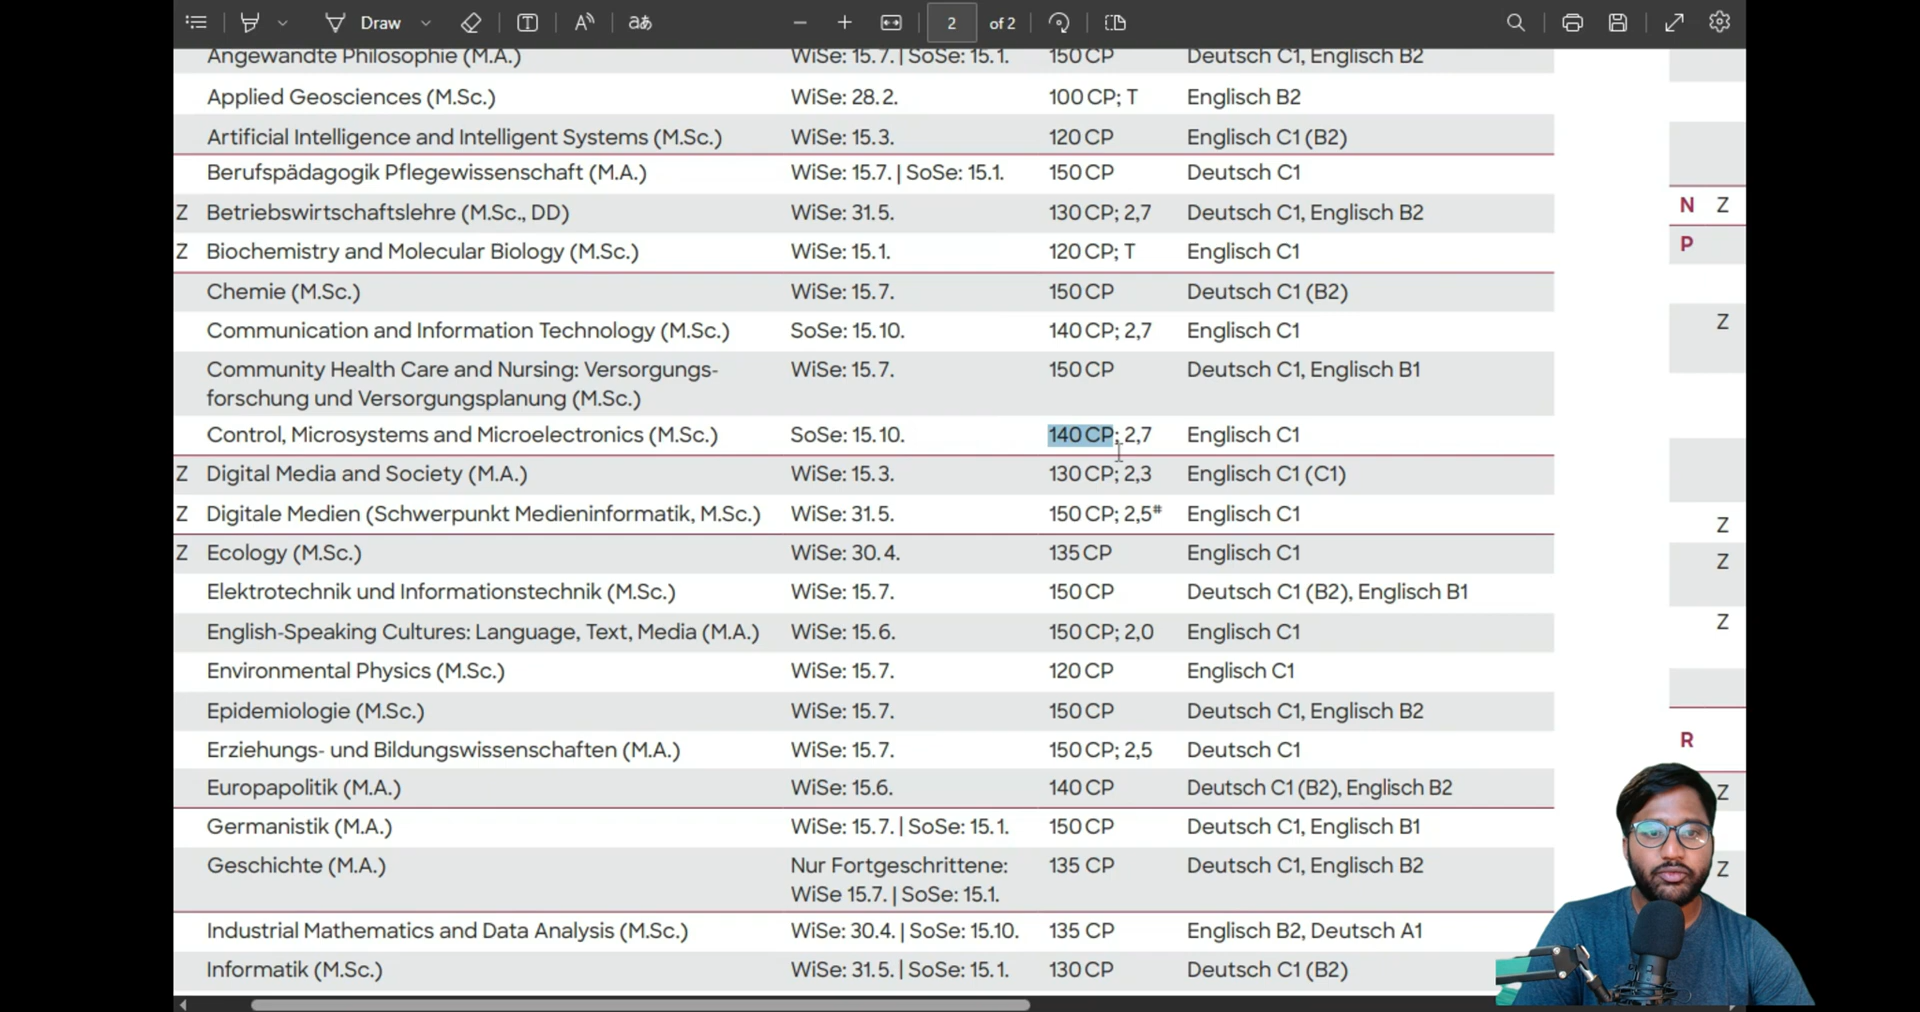 Draw
2 of 2
Angewandte Philosophie (M.A.) WiSe: 15.7. | SoSe: 15.1. 150 CP Deutsch C1, Englisch B2
Applied Geosciences (M.Sc.) WiSe: 28.2. 100 CP; T Englisch B2
Artificial Intelligence and Intelligent Systems (M.Sc.) WiSe: 15.3. 120 CP Englisch C1 (B2)
Berufspädagogik Pflegewissenschaft (M.A.) WiSe: 15.7. | SoSe: 15.1. 150 CP Deutsch C1
Z Betriebswirtschaftslehre (M.Sc., DD) WiSe: 31.5. 130 CP; 2,7 Deutsch C1, Englisch B2
Z Biochemistry and Molecular Biology (M.Sc.) WiSe: 15.1. 120 CP; T Englisch C1
Chemie (M.Sc.) WiSe: 15.7. 150 CP Deutsch C1 (B2)
Communication and Information Technology (M.Sc.) SoSe: 15.10. 140 CP; 2,7 Englisch C1
Community Health Care and Nursing: Versorgungs- WiSe: 15.7. 150 CP Deutsch C1, Englisch B1
forschung und Versorgungsplanung (M.Sc.)
Control, Microsystems and Microelectronics (M.Sc.) SoSe: 15.10. 140 CP; 2,7 Englisch C1
Z Digital Media and Society (M.A.) WiSe: 15.3. 130 CP; 2,3 Englisch C1 (C1)
Z Digitale Medien (Schwerpunkt Medieninformatik, M.Sc.) WiSe: 31.5. 150 CP; 2,5# Englisch C1
Z Ecology (M.Sc.) WiSe: 30.4. 135 CP Englisch C1
Elektrotechnik und Informationstechnik (M.Sc.) WiSe: 15.7. 150 CP Deutsch C1 (B2), Englisch B1
English-Speaking Cultures: Language, Text, Media (M.A.) WiSe: 15.6. 150 CP; 2,0 Englisch C1
Environmental Physics (M.Sc.) WiSe: 15.7. 120 CP Englisch C1
Epidemiologie (M.Sc.) WiSe: 15.7. 150 CP Deutsch C1, Englisch B2
Erziehungs- und Bildungswissenschaften (M.A.) WiSe: 15.7. 150 CP; 2,5 Deutsch C1
Europapolitik (M.A.) WiSe: 15.6. 140 CP Deutsch C1 (B2), Englisch B2
Germanistik (M.A.) WiSe: 15.7. | SoSe: 15.1. 150 CP Deutsch C1, Englisch B1
Geschichte (M.A.) Nur Fortgeschrittene: 135 CP Deutsch C1, Englisch B2
WiSe 15.7. | SoSe: 15.1.
Industrial Mathematics and Data Analysis (M.Sc.) WiSe: 30.4. | SoSe: 15.10. 135 CP Englisch B2, Deutsch A1
Informatik (M.Sc.) WiSe: 31.5. | SoSe: 15.1. 130 CP Deutsch C1 (B2)
N Z
P
Z
Z
Z
Z
R
Z
Z